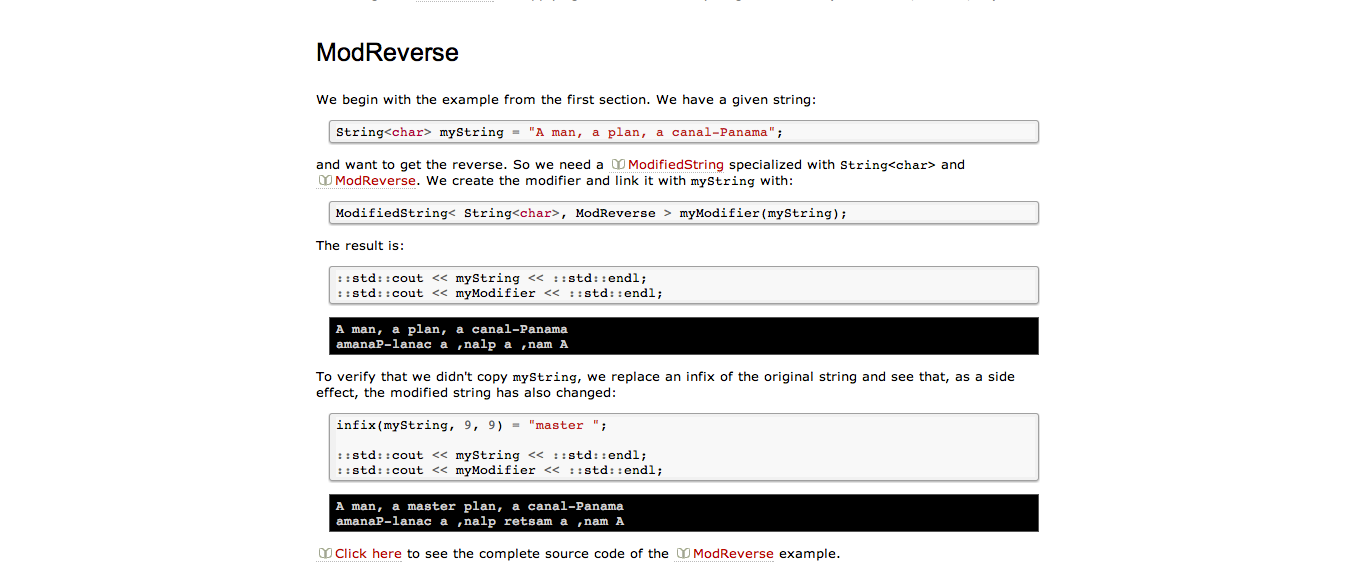 ModReverse
We begin with the example from the first section. We have a given string:
String<char> myString = "A man, a plan, a canal-Panama";
and want to get the reverse. So we need a ModifiedString specialized with String<char> and
ModReverse. We create the modifier and link it with myString with:
ModifiedString< String<char>, ModReverse > myModifier(myString);
The result is:
::std::cout << myString << ::std::endl;
::std::cout << myModifier << ::std::endl;
A man, a plan, a canal-Panama
amanaP-lanac a ,nalp a ,nam A
To verify that we didn't copy myString, we replace an infix of the original string and see that, as a side
effect, the modified string has also changed:
infix(myString, 9, 9) = "master ";
::std::cout << myString << ::std::endl;
::std::cout << myModifier << ::std::endl;
A man, a master plan, a canal-Panama
amanaP-lanac a ,nalp retsam a ,nam A
Click here to see the complete source code of the ModReverse example.